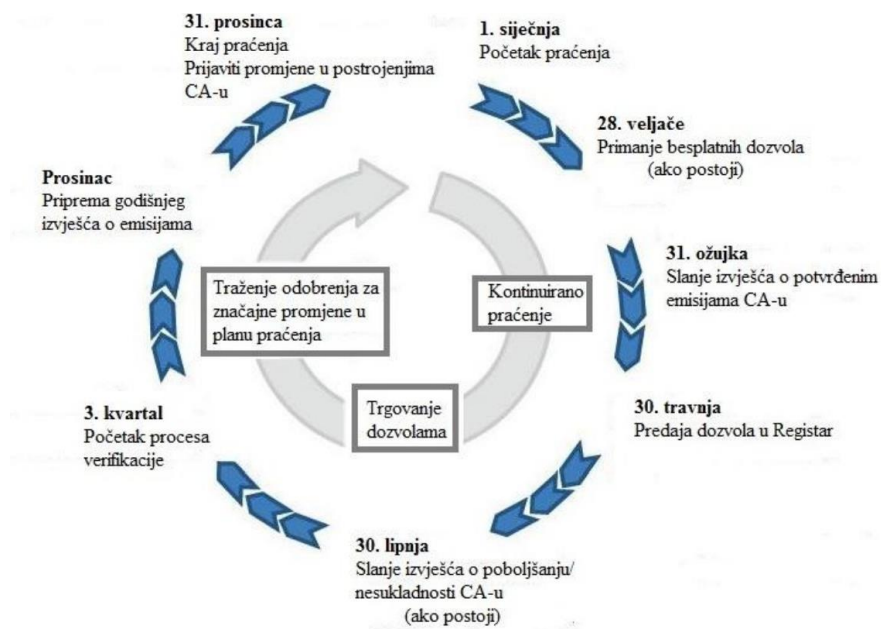 31. prosinca
Kraj praćenja
Prijaviti promjene u postrojenjima
CA-u
1. siječnja
Početak praćenja
28. veljače
Primanje besplatnih dozvola
(ako postoji)
31. ožujka
Slanje izvješća o potvrđenim
emisijama CA-u
30. travnja
Predaja dozvola u Registar
30. lipnja
Slanje izvješća o poboljšanju/
nesukladnosti CA-u
(ako postoji)
3. kvartal
Početak procesa
verifikacije
Prosinac
Priprema godišnjeg
izvješća o emisijama
Traženje odobrenja za
značajne promjene u
planu praćenja
Kontinuirano
praćenje
Trgovanje
dozvolama